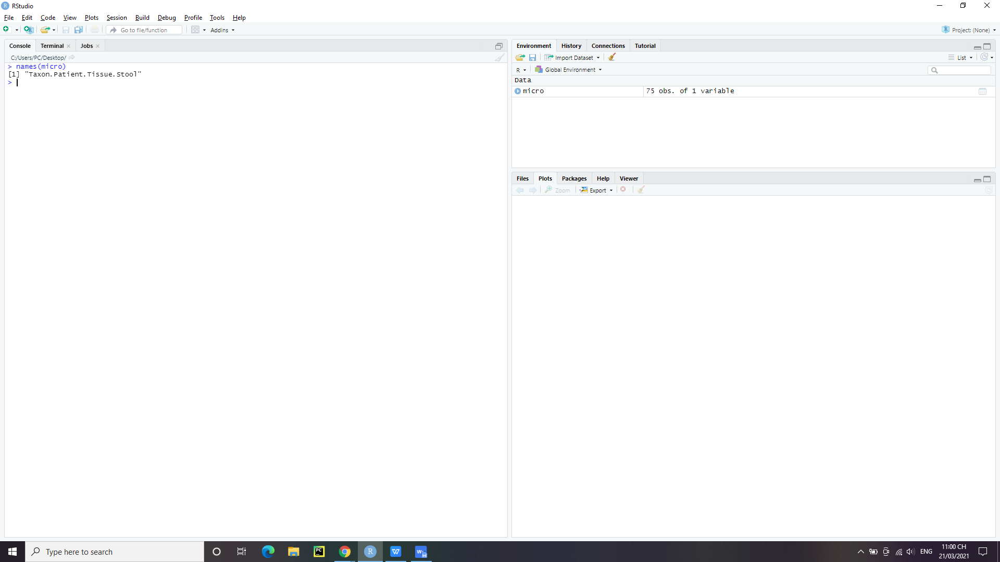 RStudio
File Edit Code View Plots Session Build Debug Profile Tools Help
Go to file/function Addins Project: (None)
Console Terminal Jobs
C:/Users/PC/Desktop/
> names(micro)
[1] "Taxon.Patient.Tissue.Stool"
>
Environment History Connections Tutorial
Import Dataset List
R Global Environment
Data
micro 75 obs. of 1 variable
Files Plots Packages Help Viewer
Zoom Export
Type here to search
ENG
11:00 CH
21/03/2021